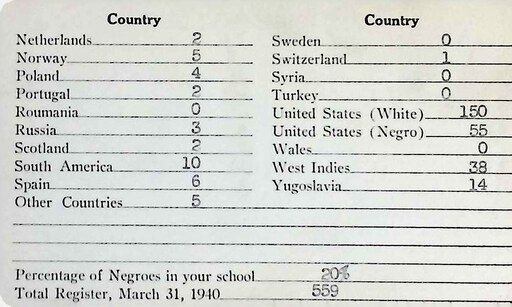 Country
Netherlands 2
Norway 5
Poland 4
Portugal 2
Roumania 0
Russia 3
Scotland 2
South America 10
Spain 6
Other Countries 5
Country
Sweden 0
Switzerland 1
Syria 0
Turkey 0
United States (White) 150
United States (Negro) 55
Wales 0
West Indies 38
Yugoslavia 14
Percentage of Negroes in your school 20%
Total Register, March 31, 1940 559